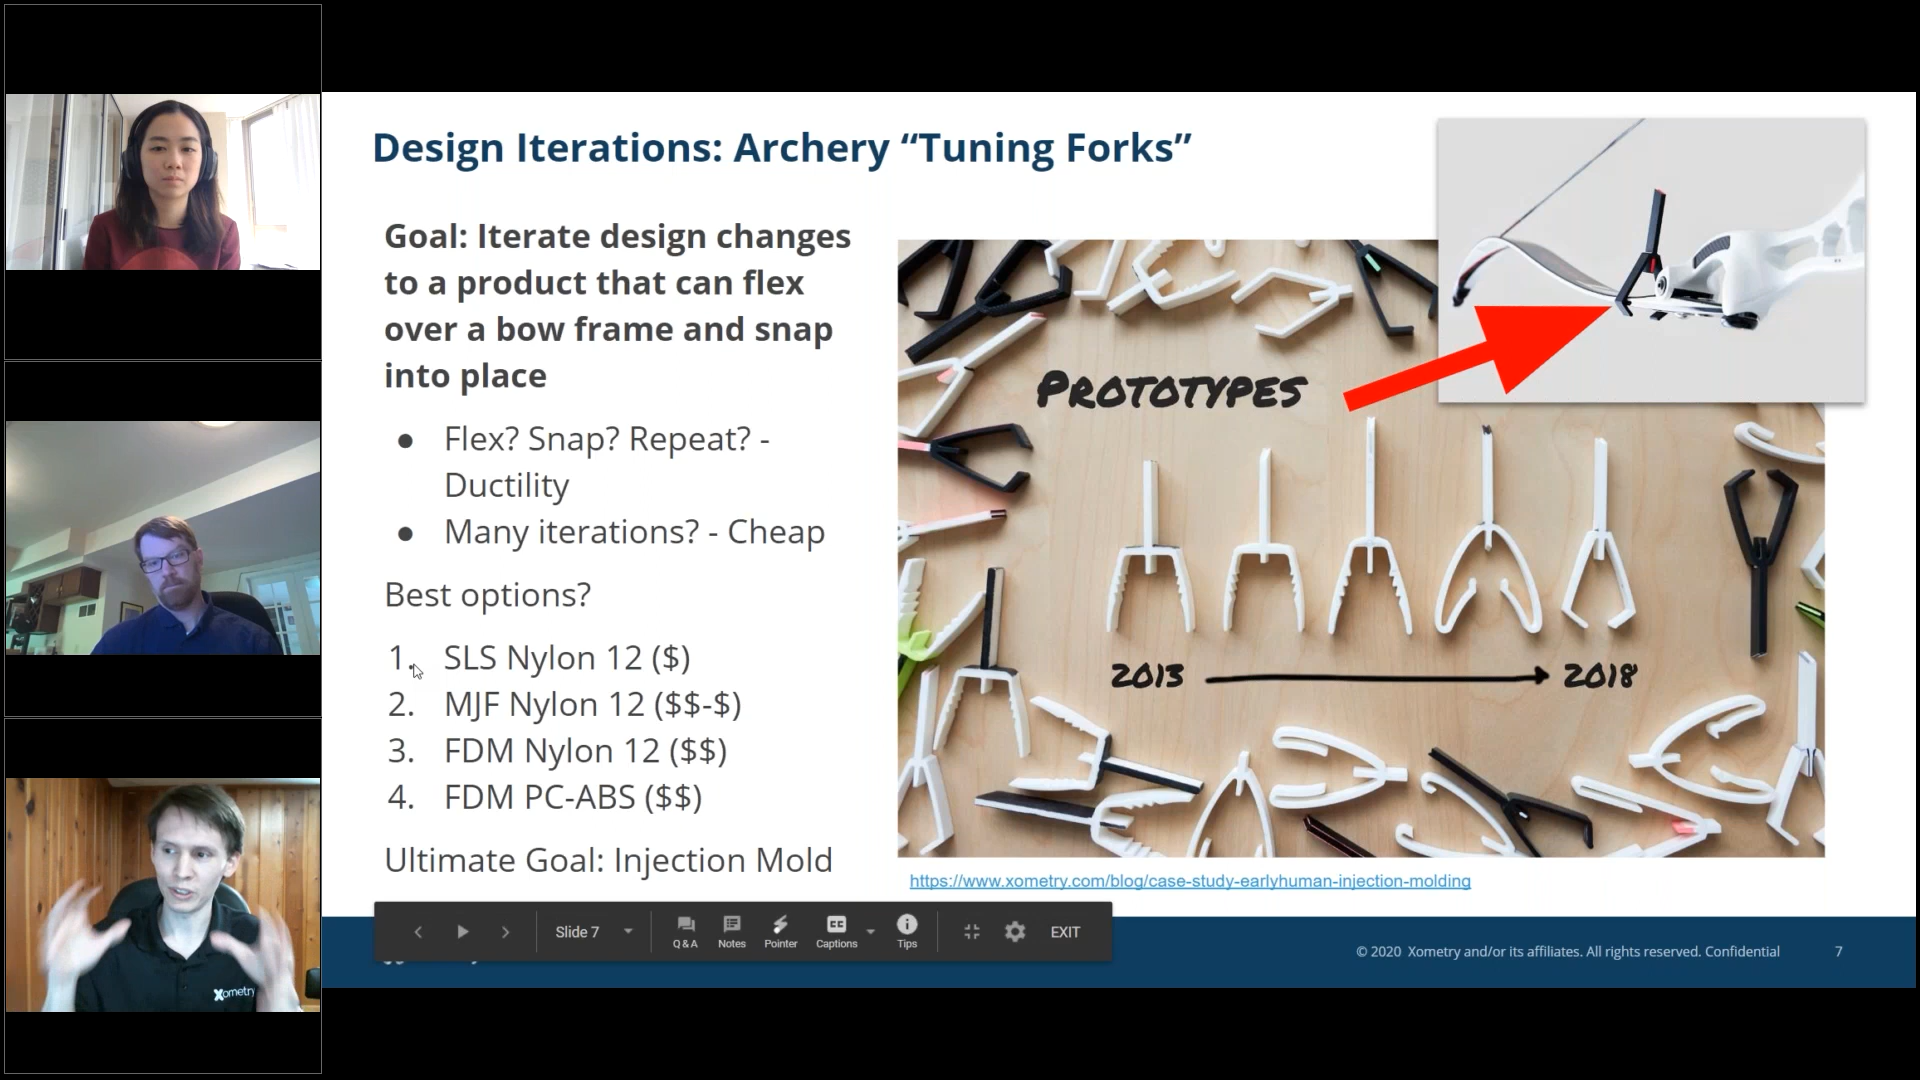 Design Iterations: Archery “Tuning Forks”
Goal: Iterate design changes
to a product that can flex
over a bow frame and snap
into place
● Flex? Snap? Repeat? -
Ductility
● Many iterations? - Cheap
Best options?
1. SLS Nylon 12 ($)
2. MJF Nylon 12 ($$-$)
3. FDM Nylon 12 ($$)
4. FDM PC-ABS ($$)
Ultimate Goal: Injection Mold
PROTOTYPES
2013
2018
https://www.xometry.com/blog/case-study-earlyhuman-injection-molding
Slide 7
Q & A
Notes
Pointer
CC
Captions
Tips
EXIT
© 2020 Xometry and/or its affiliates. All rights reserved. Confidential
7
Xometry